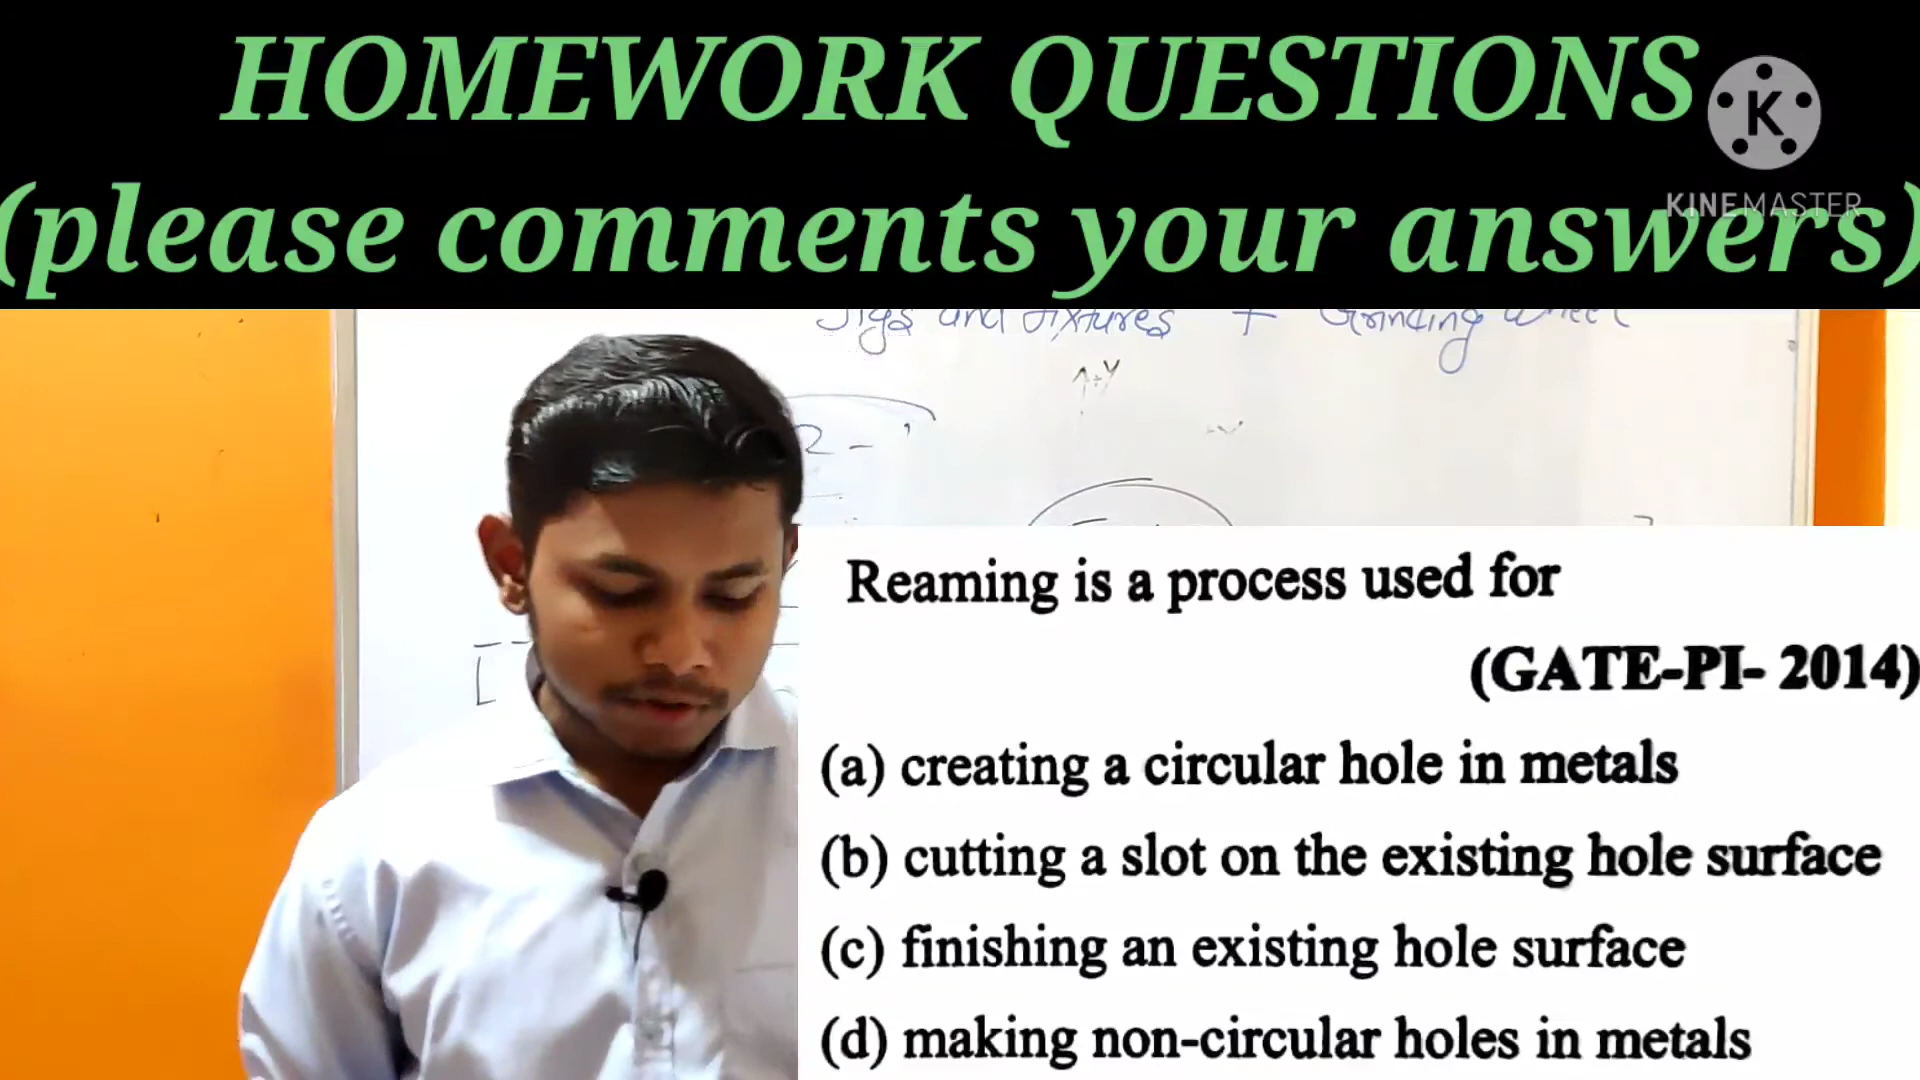 HOMEWORK QUESTIONS
K
KINEMASTER
(please comments your answers)
Jigs and Fixtures + Grinding Wheel
Reaming is a process used for
(GATE-PI- 2014)
(a) creating a circular hole in metals
(b) cutting a slot on the existing hole surface
(c) finishing an existing hole surface
(d) making non-circular holes in metals